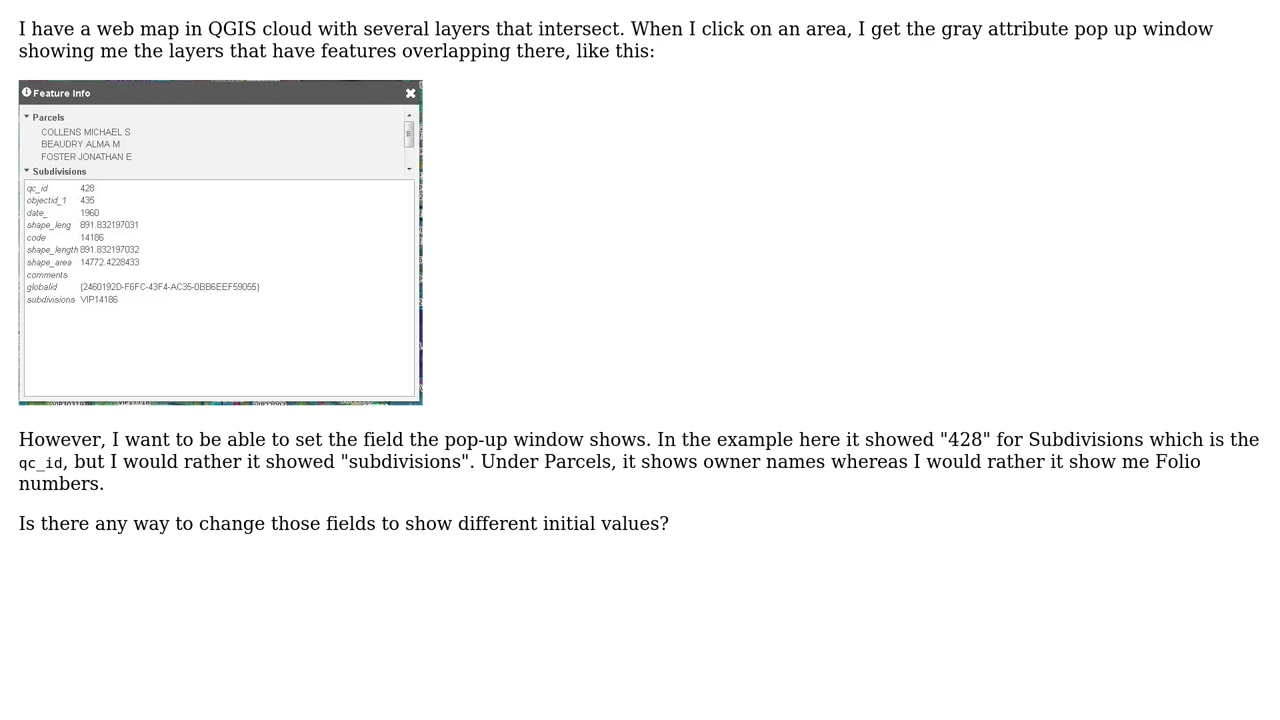 I have a web map in QGIS cloud with several layers that intersect. When I click on an area, I get the gray attribute pop up window
showing me the layers that have features overlapping there, like this:
Feature Info
Parcels
COLLENS MICHAEL S
BEAUDRY ALMA M
FOSTER JONATHAN E
Subdivisions
qc_id 428
objectid_1 435
date_ 1960
shape_leng 891.832197031
code 14186
shape_length 891.832197032
shape_area 14772.4228433
comments
globalid {2460192D-F6FC-43F4-AC35-0BB6EEF59055}
subdivisions VIP14186
However, I want to be able to set the field the pop-up window shows. In the example here it showed "428" for Subdivisions which is the
qc_id, but I would rather it showed "subdivisions". Under Parcels, it shows owner names whereas I would rather it show me Folio
numbers.
Is there any way to change those fields to show different initial values?